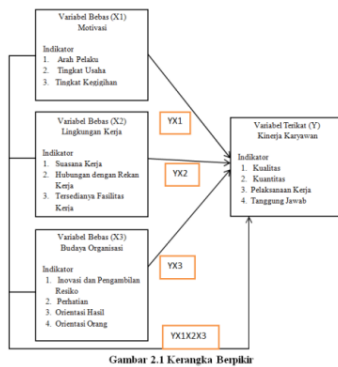 Variabel Bebas (X1)
Motivasi
Indikator
1. Arah Pelaku
2. Tingkat Usaha
3. Tingkat Kegigihan
YX1
Variabel Bebas (X2)
Lingkungan Kerja
Indikator
1. Suasana Kerja
2. Hubungan dengan Rekan
Kerja
3. Tersedianya Fasilitas
Kerja
YX2
Variabel Terikat (Y)
Kinerja Karyawan
Indikator
1. Kualitas
2. Kuantitas
3. Pelaksanaan Kerja
4. Tanggung Jawab
Variabel Bebas (X3)
Budaya Organisasi
Indikator
1. Inovasi dan Pengambilan
Resiko
2. Perhatian
3. Orientasi Hasil
4. Orientasi Orang
YX3
YX1X2X3
Gambar 2.1 Kerangka Berpikir